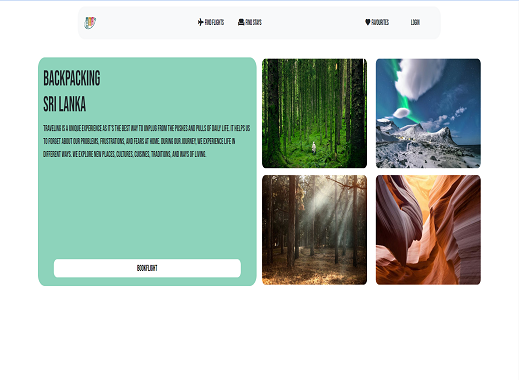 FIND FLIGHTS
FIND STAYS
FAVOURITES
LOGIN
BACKPACKING
SRI LANKA
TRAVELING IS A UNIQUE EXPERIENCE AS IT'S THE BEST WAY TO UNPLUG FROM THE PUSHES AND PULLS OF DAILY LIFE. IT HELPS US
TO FORGET ABOUT OUR PROBLEMS, FRUSTRATIONS, AND FEARS AT HOME. DURING OUR JOURNEY, WE EXPERIENCE LIFE IN
DIFFERENT WAYS. WE EXPLORE NEW PLACES, CULTURES, CUISINES, TRADITIONS, AND WAYS OF LIVING.
BOOKFLIGHT